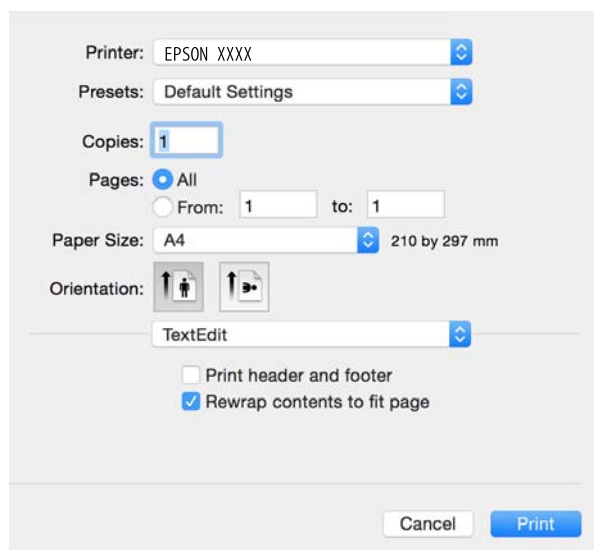 Printer: EPSON XXXX
Presets: Default Settings
Copies: 1
Pages: All
From: 1 to: 1
Paper Size: A4 210 by 297 mm
Orientation:
TextEdit
Print header and footer
Rewrap contents to fit page
Cancel Print